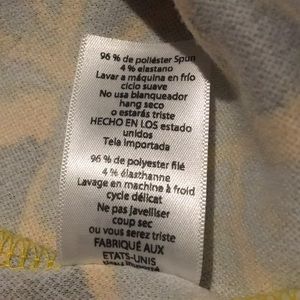 96 % de poliéster Spun
4 % elastano
Lavar a máquina en frío
ciclo suave
No usa blanqueador
hang seco
o estarás triste
HECHO EN LOS estado
unidos
Tela importada
96 % de polyester filé
4 % élasthanne
Lavage en machine à froid
cycle délicat
Ne pas javelliser
coup sec
ou vous serez triste
FABRIQUÉ AUX
ETATS-UNIS